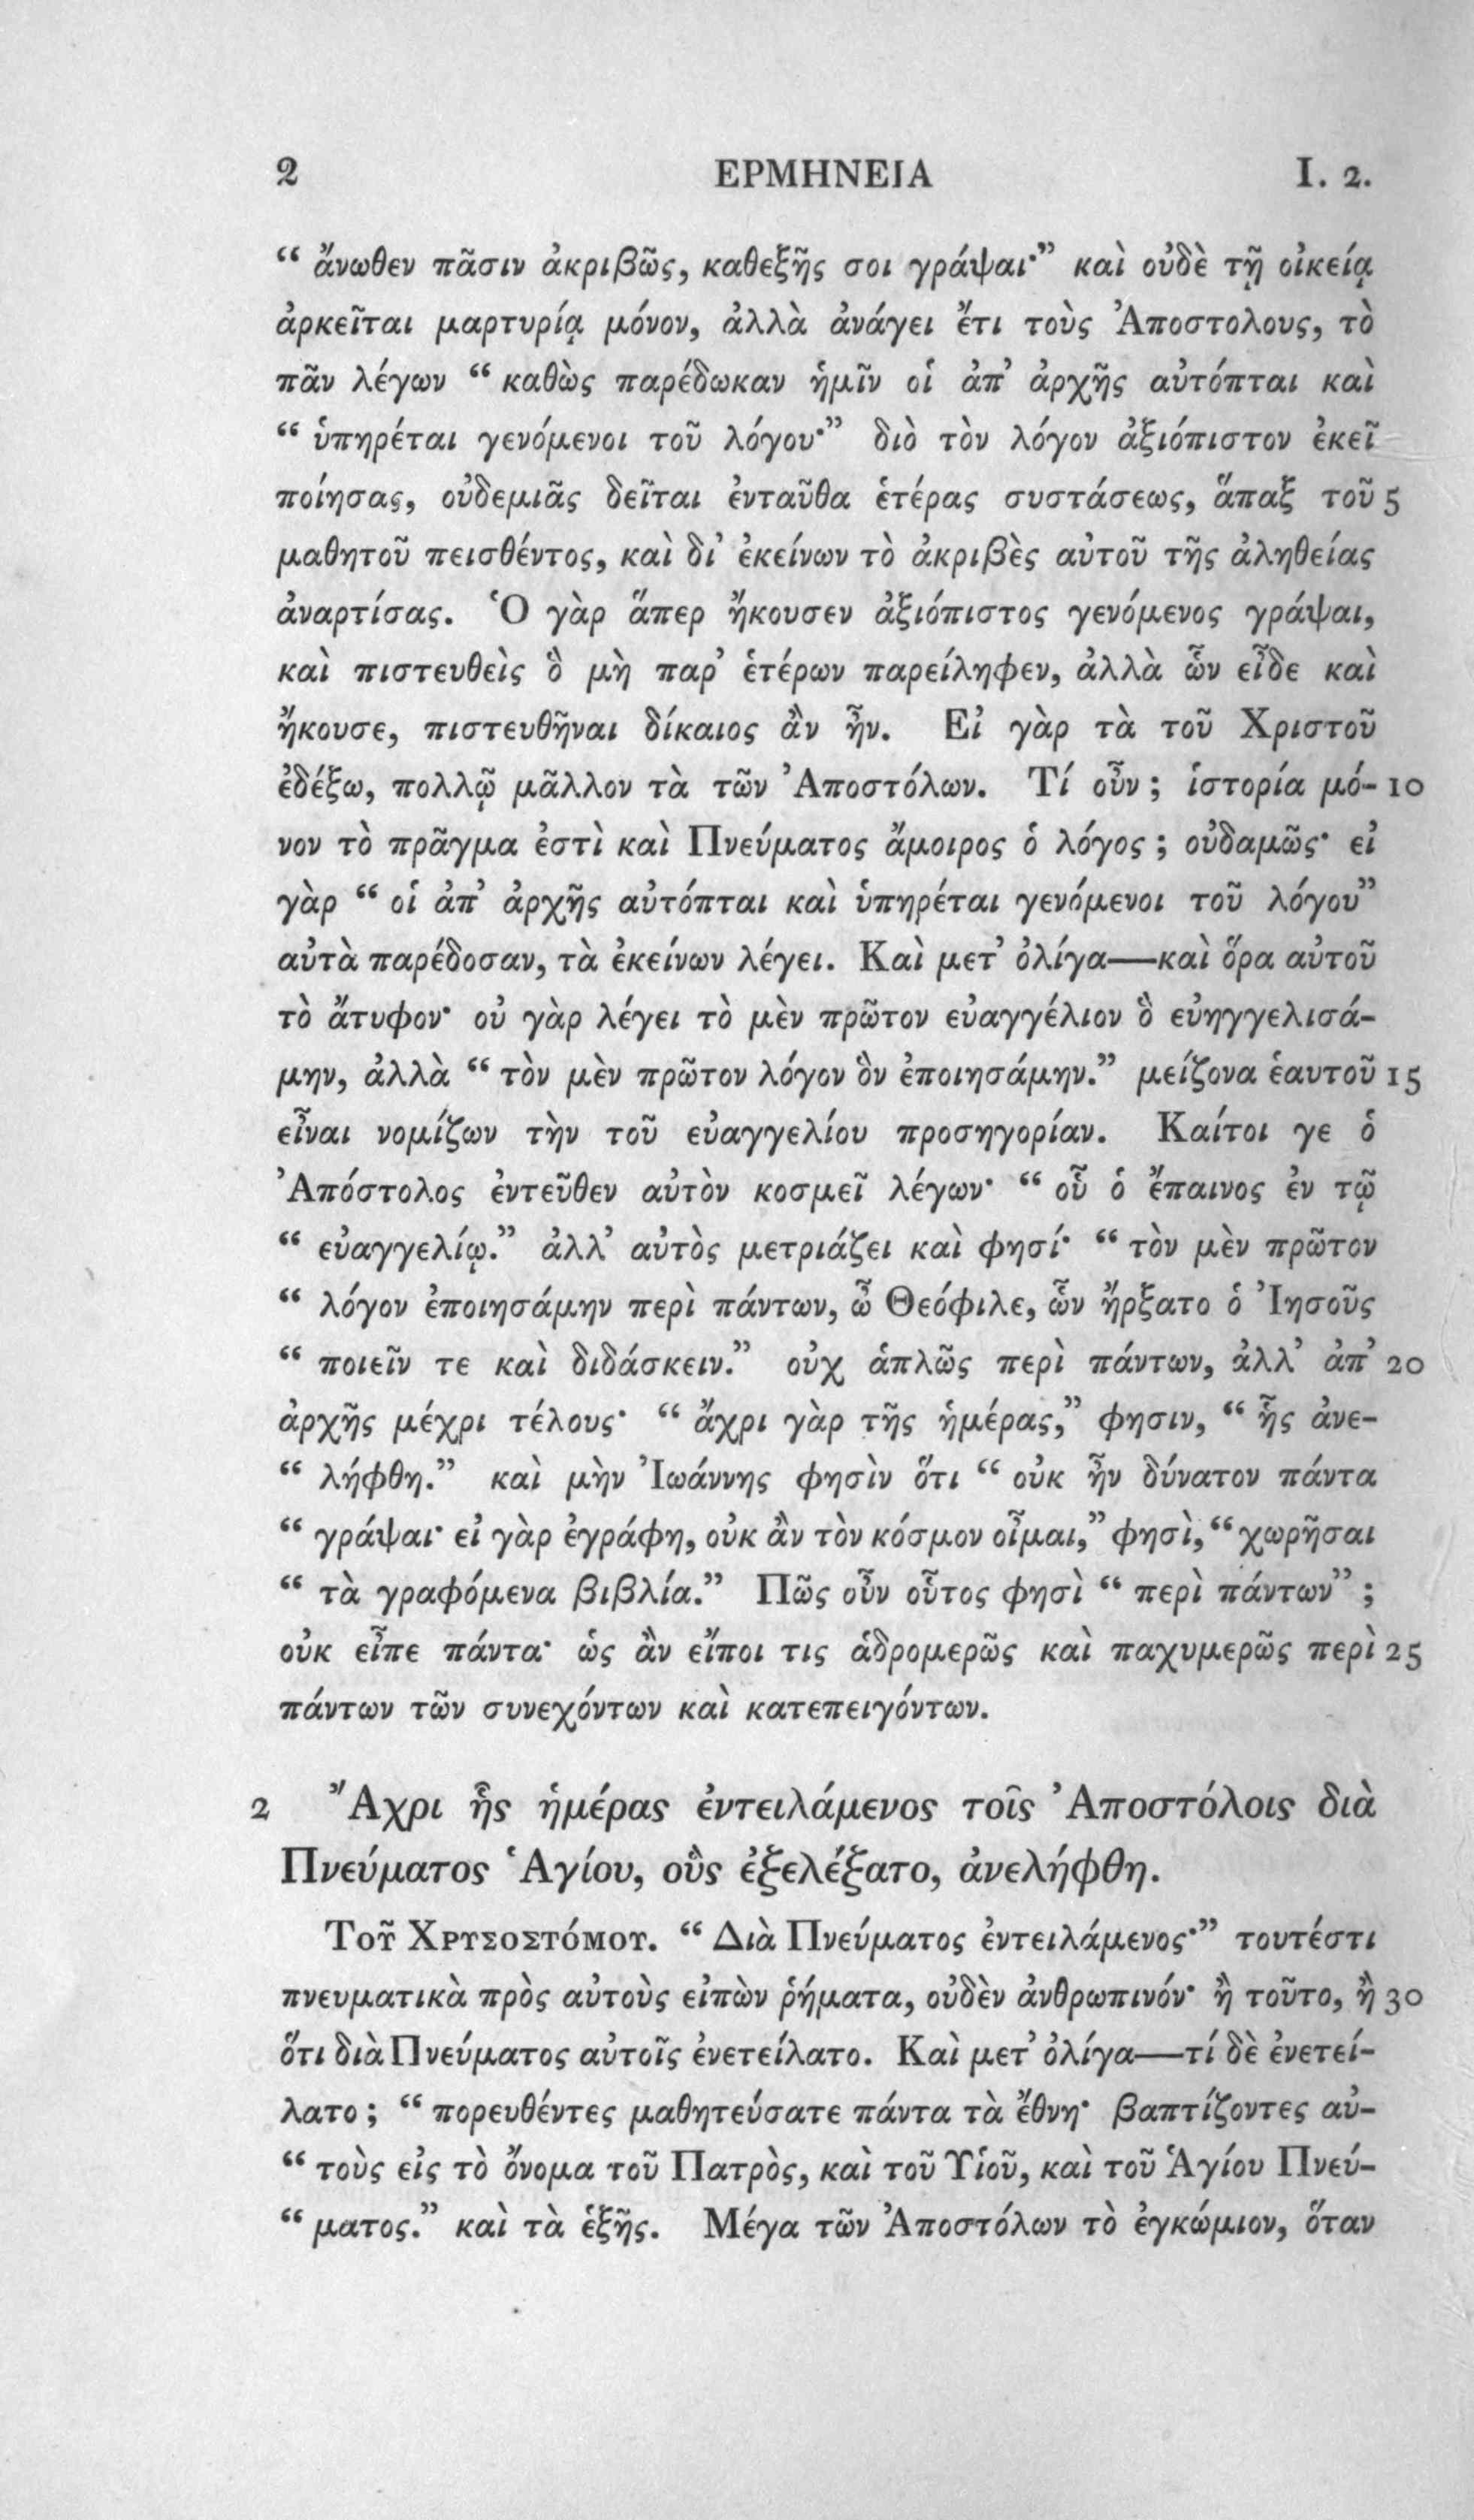 2 ΕΡΜΗΝΕΙΑ I. 2.
“ ἄνωθεν πᾶσιν ἀκριβῶς, καθεξῆς σοι γράψαι·” καὶ οὐδὲ τῇ οἰκείᾳ
ἀρκεῖται μαρτυρίᾳ μόνον, ἀλλὰ ἀνάγει ἔτι τοὺς Ἀποστολους, τὸ
πᾶν λέγων “ καθὼς παρέδωκαν ἡμῖν οἱ ἀπ’ ἀρχῆς αὐτόπται καὶ
“ ὑπηρέται γενόμενοι τοῦ λόγου·” διὸ τὸν λόγον ἀξιόπιστον ἐκεῖ
ποίησας, οὐδεμιᾶς δεῖται ἐνταῦθα ἑτέρας συστάσεως, ἅπαξ τοῦ 5
μαθητοῦ πεισθέντος, καὶ δι’ ἐκείνων τὸ ἀκριβὲς αὐτοῦ τῆς ἀληθείας
ἀναρτίσας. Ὁ γὰρ ἅπερ ἤκουσεν ἀξιόπιστος γενόμενος γράψαι,
καὶ πιστευθεὶς ὃ μὴ παρ’ ἑτέρων παρείληφεν, ἀλλὰ ὧν εἶδε καὶ
ἤκουσε, πιστευθῆναι δίκαιος ἂν ἦν. Εἰ γὰρ τὰ τοῦ Χριστοῦ
ἐδέξω, πολλῷ μᾶλλον τὰ τῶν Ἀποστόλων. Τί οὖν ; ἱστορία μό- 10
νον τὸ πρᾶγμα ἐστὶ καὶ Πνεύματος ἄμοιρος ὁ λόγος ; οὐδαμῶς· εἰ
γὰρ “ οἱ ἀπ’ ἀρχῆς αὐτόπται καὶ ὑπηρέται γενόμενοι τοῦ λόγου”
αὐτὰ παρέδοσαν, τὰ ἐκείνων λέγει. Καὶ μετ’ ὀλίγα—καὶ ὅρα αὐτοῦ
τὸ ἄτυφον· οὐ γὰρ λέγει τὸ μὲν πρῶτον εὐαγγέλιον ὃ εὐηγγελισά-
μην, ἀλλὰ “ τὸν μὲν πρῶτον λόγον ὃν ἐποιησάμην.” μείζονα ἑαυτοῦ 15
εἶναι νομίζων τὴν τοῦ εὐαγγελίου προσηγορίαν. Καίτοι γε ὁ
Ἀπόστολος ἐντεῦθεν αὐτὸν κοσμεῖ λέγων· “ οὗ ὁ ἔπαινος ἐν τῷ
“ εὐαγγελίῳ.” ἀλλ’ αὐτὸς μετριάζει καὶ φησί· “ τὸν μὲν πρῶτον
“ λόγον ἐποιησάμην περὶ πάντων, ὦ Θεόφιλε, ὧν ἤρξατο ὁ Ἰησοῦς
“ ποιεῖν τε καὶ διδάσκειν.” οὐχ ἁπλῶς περὶ πάντων, ἀλλ’ ἀπ’ 20
ἀρχῆς μέχρι τέλους· “ ἄχρι γὰρ τῆς ἡμέρας,” φησιν, “ ἧς ἀνε-
“ λήφθη.” καὶ μὴν Ἰωάννης φησὶν ὅτι “ οὐκ ἦν δύνατον πάντα
“ γράψαι· εἰ γὰρ ἐγράφη, οὐκ ἂν τὸν κόσμον οἶμαι,” φησὶ, “ χωρῆσαι
“ τὰ γραφόμενα βιβλία.” Πῶς οὖν οὗτος φησὶ “ περὶ πάντων” ;
οὐκ εἶπε πάντα· ὡς ἂν εἴποι τις ἁδρομερῶς καὶ παχυμερῶς περὶ 25
πάντων τῶν συνεχόντων καὶ κατεπειγόντων.
2 Ἄχρι ἧς ἡμέρας ἐντειλάμενος τοῖς Ἀποστόλοις διὰ
Πνεύματος Ἁγίου, οὓς ἐξελέξατο, ἀνελήφθη.
Τοῦ Χρυσοστόμου. “ Διὰ Πνεύματος ἐντειλάμενος·” τουτέστι
πνευματικὰ πρὸς αὐτοὺς εἰπὼν ῥήματα, οὐδὲν ἀνθρωπινόν· ἢ τοῦτο, ἢ 30
ὅτι διὰ Πνεύματος αὐτοῖς ἐνετείλατο. Καὶ μετ’ ὀλίγα—τί δὲ ἐνετεί-
λατο ; “ πορευθέντες μαθητεύσατε πάντα τὰ ἔθνη· βαπτίζοντες αὐ-
“ τοὺς εἰς τὸ ὄνομα τοῦ Πατρὸς, καὶ τοῦ Υἱοῦ, καὶ τοῦ Ἁγίου Πνεύ-
“ ματος.” καὶ τὰ ἑξῆς. Μέγα τῶν Ἀποστόλων τὸ ἐγκώμιον, ὅταν